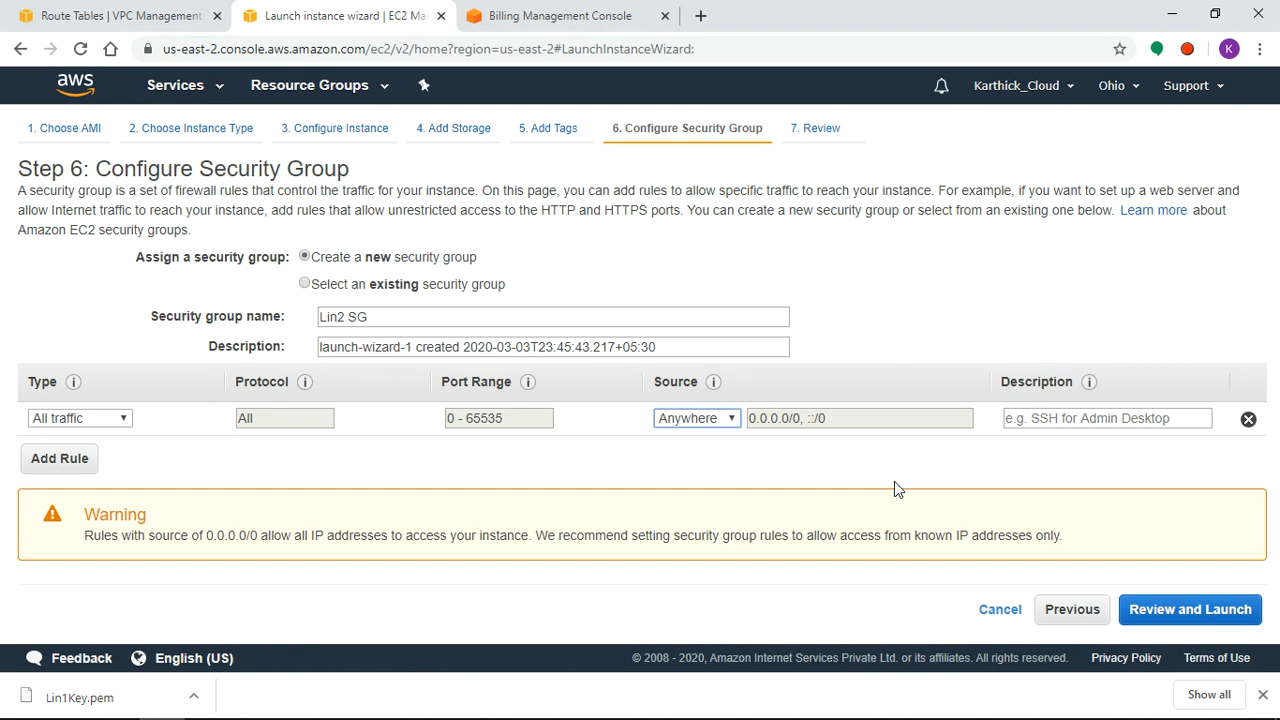 Route Tables | VPC Management
Launch instance wizard | EC2 Ma
Billing Management Console
us-east-2.console.aws.amazon.com/ec2/v2/home?region=us-east-2#LaunchInstanceWizard:
K
aws
Services
Resource Groups
Karthick_Cloud
Ohio
Support
1. Choose AMI
2. Choose Instance Type
3. Configure Instance
4. Add Storage
5. Add Tags
6. Configure Security Group
7. Review
Step 6: Configure Security Group
A security group is a set of firewall rules that control the traffic for your instance. On this page, you can add rules to allow specific traffic to reach your instance. For example, if you want to set up a web server and
allow Internet traffic to reach your instance, add rules that allow unrestricted access to the HTTP and HTTPS ports. You can create a new security group or select from an existing one below. Learn more about
Amazon EC2 security groups.
Assign a security group: Create a new security group
Select an existing security group
Security group name: Lin2 SG
Description: launch-wizard-1 created 2020-03-03T23:45:43.217+05:30
Type i Protocol i Port Range i Source i Description i
All traffic All 0 - 65535 Anywhere 0.0.0.0/0, ::/0 e.g. SSH for Admin Desktop
Add Rule
Warning
Rules with source of 0.0.0.0/0 allow all IP addresses to access your instance. We recommend setting security group rules to allow access from known IP addresses only.
Cancel
Previous
Review and Launch
Feedback
English (US)
© 2008 - 2020, Amazon Internet Services Private Ltd. or its affiliates. All rights reserved.
Privacy Policy
Terms of Use
Lin1Key.pem
Show all